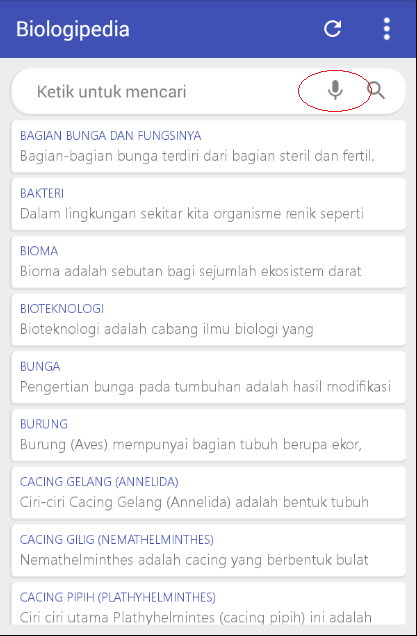 Biologipedia
Ketik untuk mencari
BAGIAN BUNGA DAN FUNGSINYA
Bagian-bagian bunga terdiri dari bagian steril dan fertil.
BAKTERI
Dalam lingkungan sekitar kita organisme renik seperti
BIOMA
Bioma adalah sebutan bagi sejumlah ekosistem darat
BIOTEKNOLOGI
Bioteknologi adalah cabang ilmu biologi yang
BUNGA
Pengertian bunga pada tumbuhan adalah hasil modifikasi
BURUNG
Burung (Aves) mempunyai bagian tubuh berupa ekor,
CACING GELANG (ANNELIDA)
Ciri-ciri Cacing Gelang (Annelida) adalah bentuk tubuh
CACING GILIG (NEMATHELMINTHES)
Nemathelminthes adalah cacing yang berbentuk bulat
CACING PIPIH (PLATHYHELMINTHES)
Ciri ciri utama Plathyhelmintes (cacing pipih) ini adalah